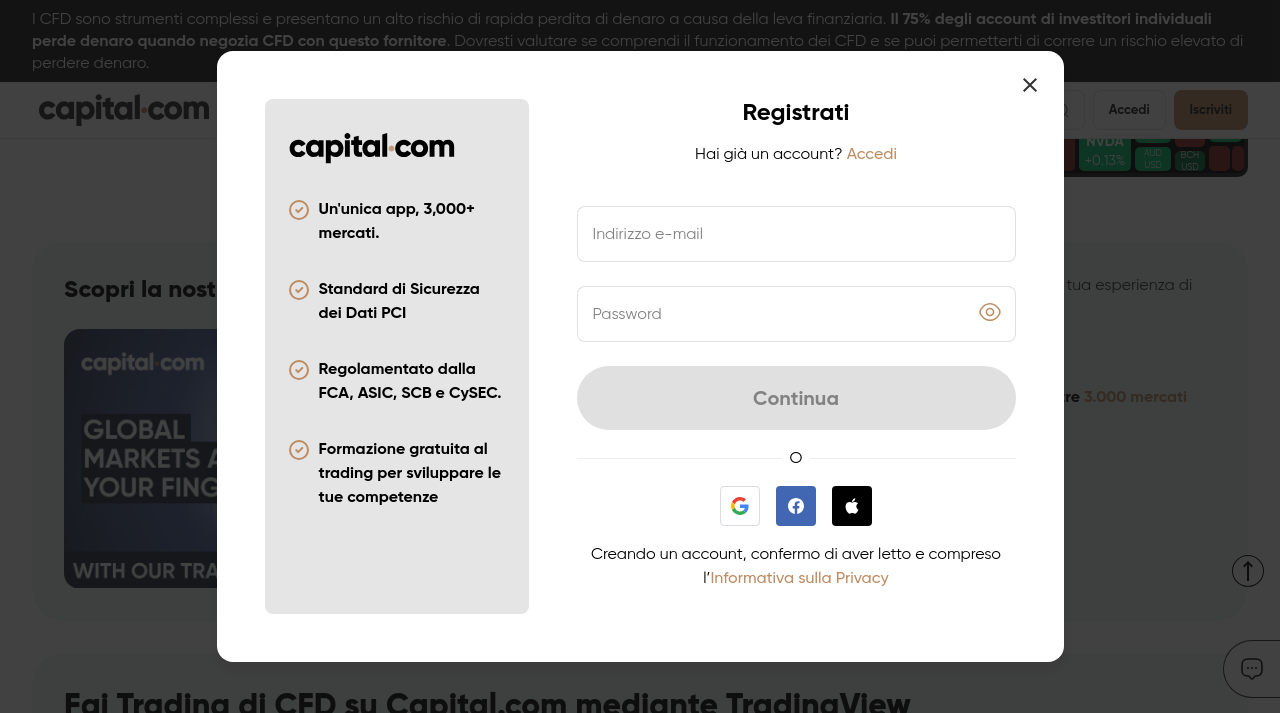 I CFD sono strumenti complessi e presentano un alto rischio di rapida perdita di denaro a causa della leva finanziaria. Il 75% degli account di investitori individuali
perde denaro quando negozia CFD con questo fornitore. Dovresti valutare se comprendi il funzionamento dei CFD e se puoi permetterti di correre un rischio elevato di
perdere denaro.
capital.com
Accedi
Iscriviti
NVDA
+0.13%
AUD
USD
BCH
USD
Scopri la nost
tua esperienza di
tre 3.000 mercati
capital.com
GLOBAL
MARKETS A
YOUR FING
WITH OUR TRA
capital.com
Un'unica app, 3,000+
mercati.
Standard di Sicurezza
dei Dati PCI
Regolamentato dalla
FCA, ASIC, SCB e CySEC.
Formazione gratuita al
trading per sviluppare le
tue competenze
Registrati
Hai già un account? Accedi
Indirizzo e-mail
Password
Continua
O
Creando un account, confermo di aver letto e compreso
l’Informativa sulla Privacy
Fai Trading di CFD su Capital.com mediante TradingView